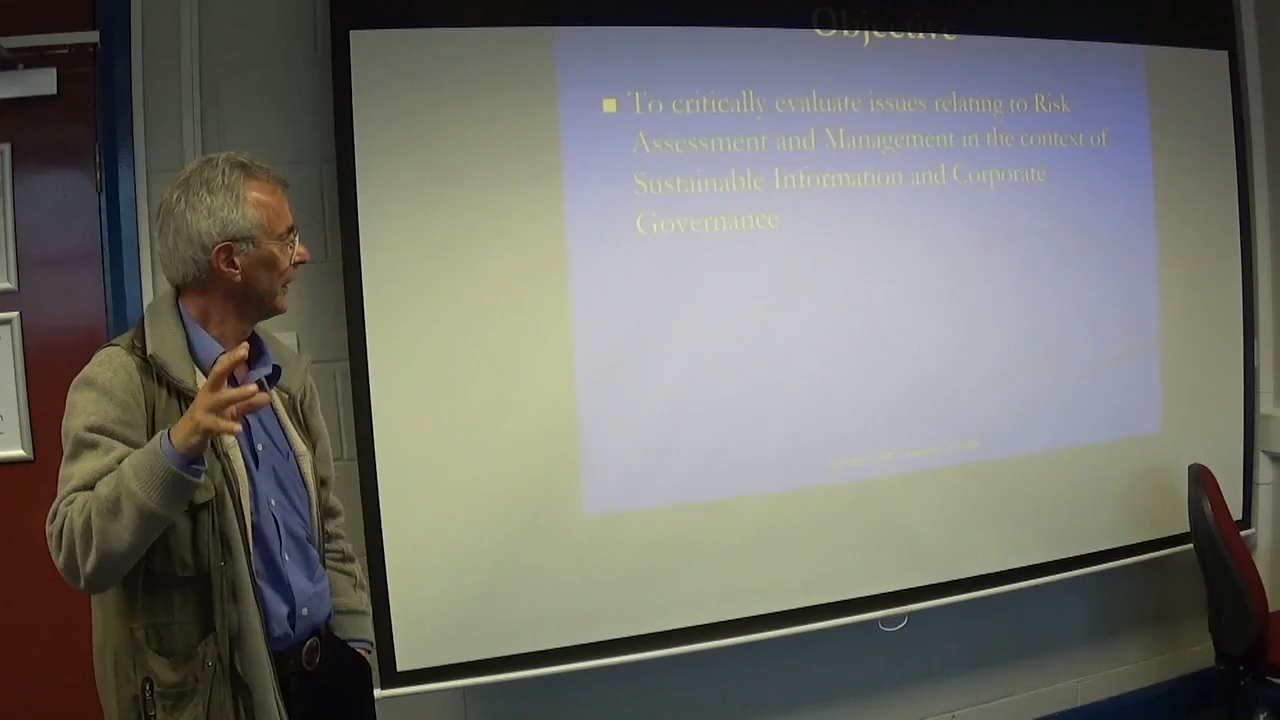 Objective
■ To critically evaluate issues relating to Risk
Assessment and Management in the context of
Sustainable Information and Corporate
Governance